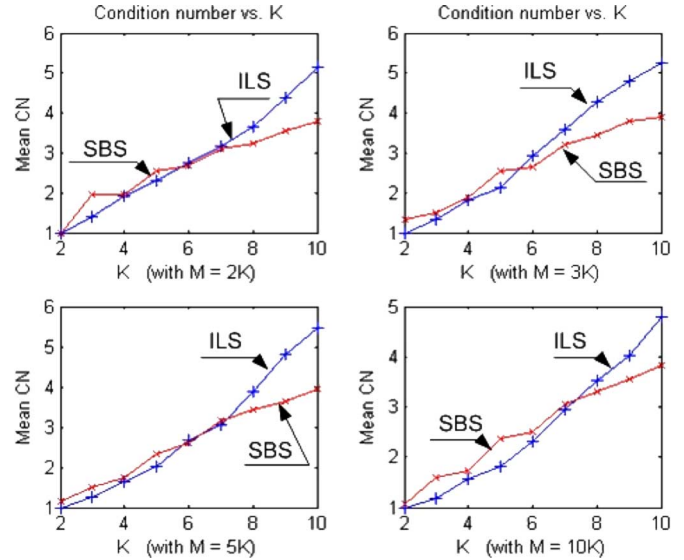 Condition number vs. K
6
5
4
3
2
1
Mean CN
ILS
SBS
2 4 6 8 10
K (with M = 2K)
Condition number vs. K
6
5
4
3
2
1
Mean CN
ILS
SBS
2 4 6 8 10
K (with M = 3K)
6
5
4
3
2
1
Mean CN
ILS
SBS
2 4 6 8 10
K (with M = 5K)
5
4
3
2
1
Mean CN
ILS
SBS
2 4 6 8 10
K (with M = 10K)